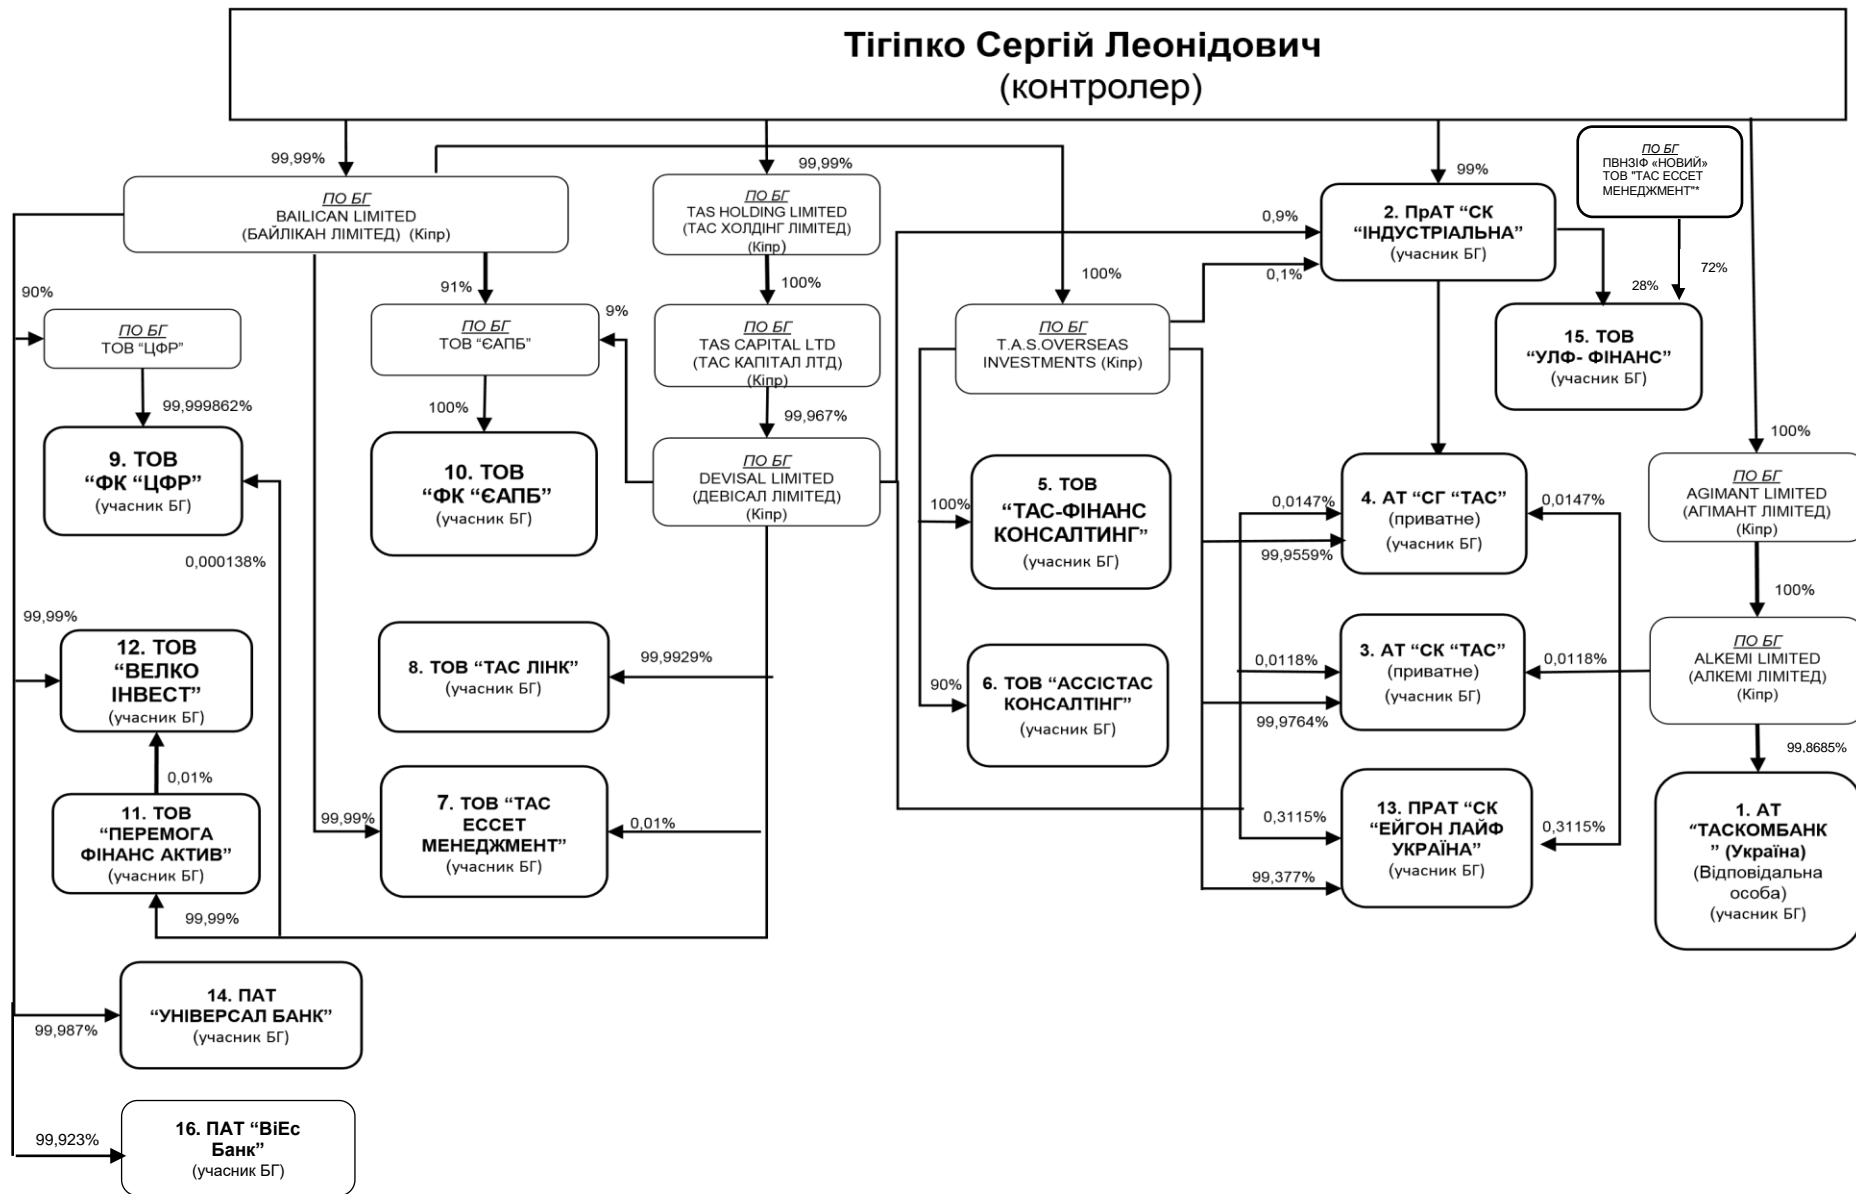 Тігіпко Сергій Леонідович
(контролер)
99,99%
99,99%
99%
ПО БГ
ПВНЗІФ «НОВИЙ»
ТОВ "ТАС ЕССЕТ
МЕНЕДЖМЕНТ"*
ПО БГ
BAILICAN LIMITED
(БАЙЛІКАН ЛІМІТЕД) (Кіпр)
ПО БГ
TAS HOLDING LIMITED
(ТАС ХОЛДІНГ ЛІМІТЕД)
(Кіпр)
0,9%
0,1%
2. ПрАТ “СК
“ІНДУСТРІАЛЬНА”
(учасник БГ)
72%
28%
90%
91%
100%
100%
9%
ПО БГ
ТОВ “ЦФР”
ПО БГ
ТОВ “ЄАПБ”
ПО БГ
TAS CAPITAL LTD
(ТАС КАПІТАЛ ЛТД)
(Кіпр)
ПО БГ
T.A.S.OVERSEAS
INVESTMENTS (Кіпр)
15. ТОВ
“УЛФ- ФІНАНС”
(учасник БГ)
99,999862%
100%
99,967%
100%
9. ТОВ
“ФК “ЦФР”
(учасник БГ)
10. ТОВ
“ФК “ЄАПБ”
(учасник БГ)
ПО БГ
DEVISAL LIMITED
(ДЕВІСАЛ ЛІМІТЕД)
(Кіпр)
100%
5. ТОВ
“ТАС-ФІНАНС
КОНСАЛТИНГ”
(учасник БГ)
0,0147%
99,9559%
4. АТ “СГ “ТАС”
(приватне)
(учасник БГ)
0,0147%
ПО БГ
AGIMANT LIMITED
(АГІМАНТ ЛІМІТЕД)
(Кіпр)
0,000138%
100%
99,99%
12. ТОВ
“ВЕЛКО
ІНВЕСТ”
(учасник БГ)
8. ТОВ “ТАС ЛІНК”
(учасник БГ)
99,9929%
90%
6. ТОВ “АССІСТАС
КОНСАЛТІНГ”
(учасник БГ)
0,0118%
99,9764%
3. АТ “СК “ТАС”
(приватне)
(учасник БГ)
0,0118%
ПО БГ
ALKEMI LIMITED
(АЛКЕМІ ЛІМІТЕД)
(Кіпр)
99,8685%
0,01%
11. ТОВ
“ПЕРЕМОГА
ФІНАНС АКТИВ”
(учасник БГ)
99,99%
99,99%
7. ТОВ “ТАС
ЕССЕТ
МЕНЕДЖМЕНТ”
(учасник БГ)
0,01%
0,3115%
99,377%
13. ПРАТ “СК
“ЕЙГОН ЛАЙФ
УКРАЇНА”
(учасник БГ)
0,3115%
1. АТ
“ТАСКОМБАНК
” (Україна)
(Відповідальна
особа)
(учасник БГ)
99,987%
14. ПАТ
“УНІВЕРСАЛ БАНК”
(учасник БГ)
99,923%
16. ПАТ “ВіЕс
Банк”
(учасник БГ)